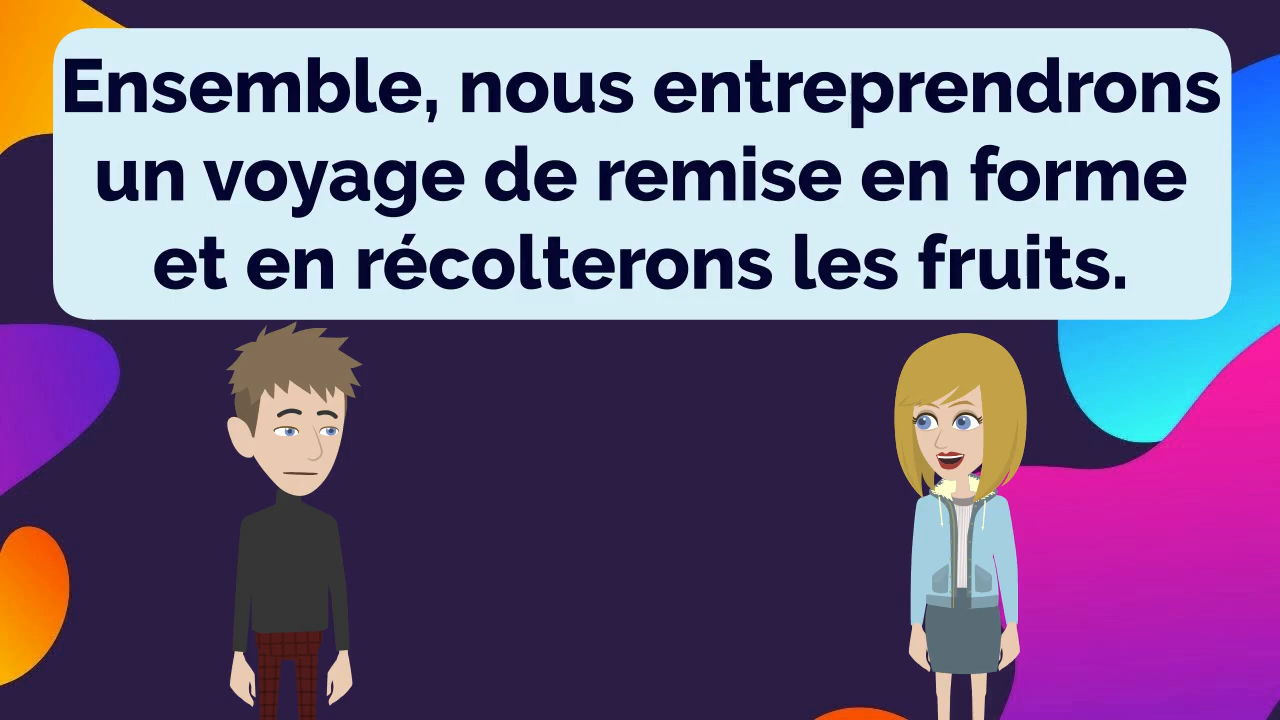 Ensemble, nous entreprendrons
un voyage de remise en forme
et en récolterons les fruits.